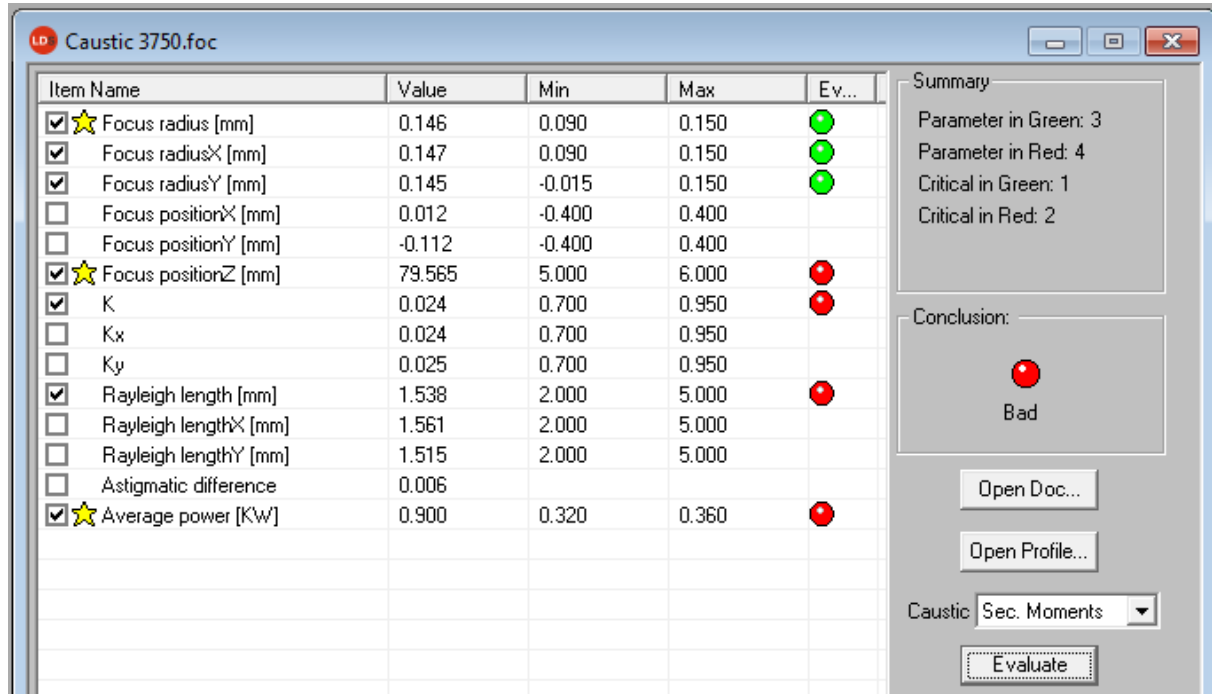 LDS Caustic 3750.foc
Item Name Value Min Max Ev...
Focus radius [mm] 0.146 0.090 0.150
Focus radiusX [mm] 0.147 0.090 0.150
Focus radiusY [mm] 0.145 -0.015 0.150
Focus positionX [mm] 0.012 -0.400 0.400
Focus positionY [mm] -0.112 -0.400 0.400
Focus positionZ [mm] 79.565 5.000 6.000
K 0.024 0.700 0.950
Kx 0.024 0.700 0.950
Ky 0.025 0.700 0.950
Rayleigh length [mm] 1.538 2.000 5.000
Rayleigh lengthX [mm] 1.561 2.000 5.000
Rayleigh lengthY [mm] 1.515 2.000 5.000
Astigmatic difference 0.006
Average power [KW] 0.900 0.320 0.360
Summary
Parameter in Green: 3
Parameter in Red: 4
Critical in Green: 1
Critical in Red: 2
Conclusion:
Bad
Open Doc...
Open Profile...
Caustic Sec. Moments
Evaluate